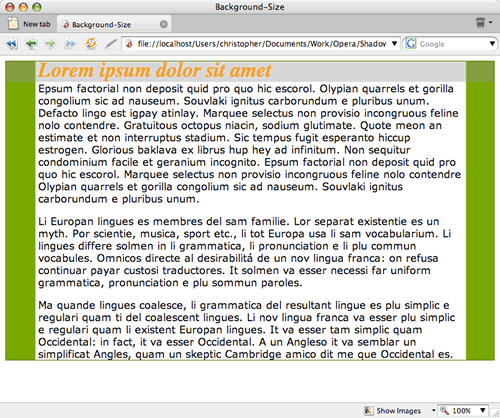 Background-Size
New tab
Background-Size
file://localhost/Users/christopher/Documents/Work/Opera/Shadow
Google
Lorem ipsum dolor sit amet
Epsum factorial non deposit quid pro quo hic escorol. Olypian quarrels et gorilla
congolium sic ad nauseum. Souvlaki ignitus carborundum e pluribus unum.
Defacto lingo est igpay atinlay. Marquee selectus non provisio incongruous feline
nolo contendre. Gratuitous octopus niacin, sodium glutimate. Quote meon an
estimate et non interruptus stadium. Sic tempus fugit esperanto hiccup
estrogen. Glorious baklava ex librus hup hey ad infinitum. Non sequitur
condominium facile et geranium incognito. Epsum factorial non deposit quid pro
quo hic escorol. Marquee selectus non provisio incongruous feline nolo contendre
Olypian quarrels et gorilla congolium sic ad nauseum. Souvlaki ignitus
carborundum e pluribus unum.
Li Europan lingues es membres del sam familie. Lor separat existentie es un
myth. Por scientie, musica, sport etc., li tot Europa usa li sam vocabularium. Li
lingues differe solmen in li grammatica, li pronunciation e li plu commun
vocabules. Omnicos directe al desirabilitá de un nov lingua franca: on refusa
continuar payar custosi traductores. It solmen va esser necessi far uniform
grammatica, pronunciation e plu sommun paroles.
Ma quande lingues coalesce, li grammatica del resultant lingue es plu simplic e
regulari quam ti del coalescent lingues. Li nov lingua franca va esser plu simplic
e regulari quam li existent Europan lingues. It va esser tam simplic quam
Occidental: in fact, it va esser Occidental. A un Angleso it va semblar un
simplificat Angles, quam un skeptic Cambridge amico dit me que Occidental es.
Show Images
100%